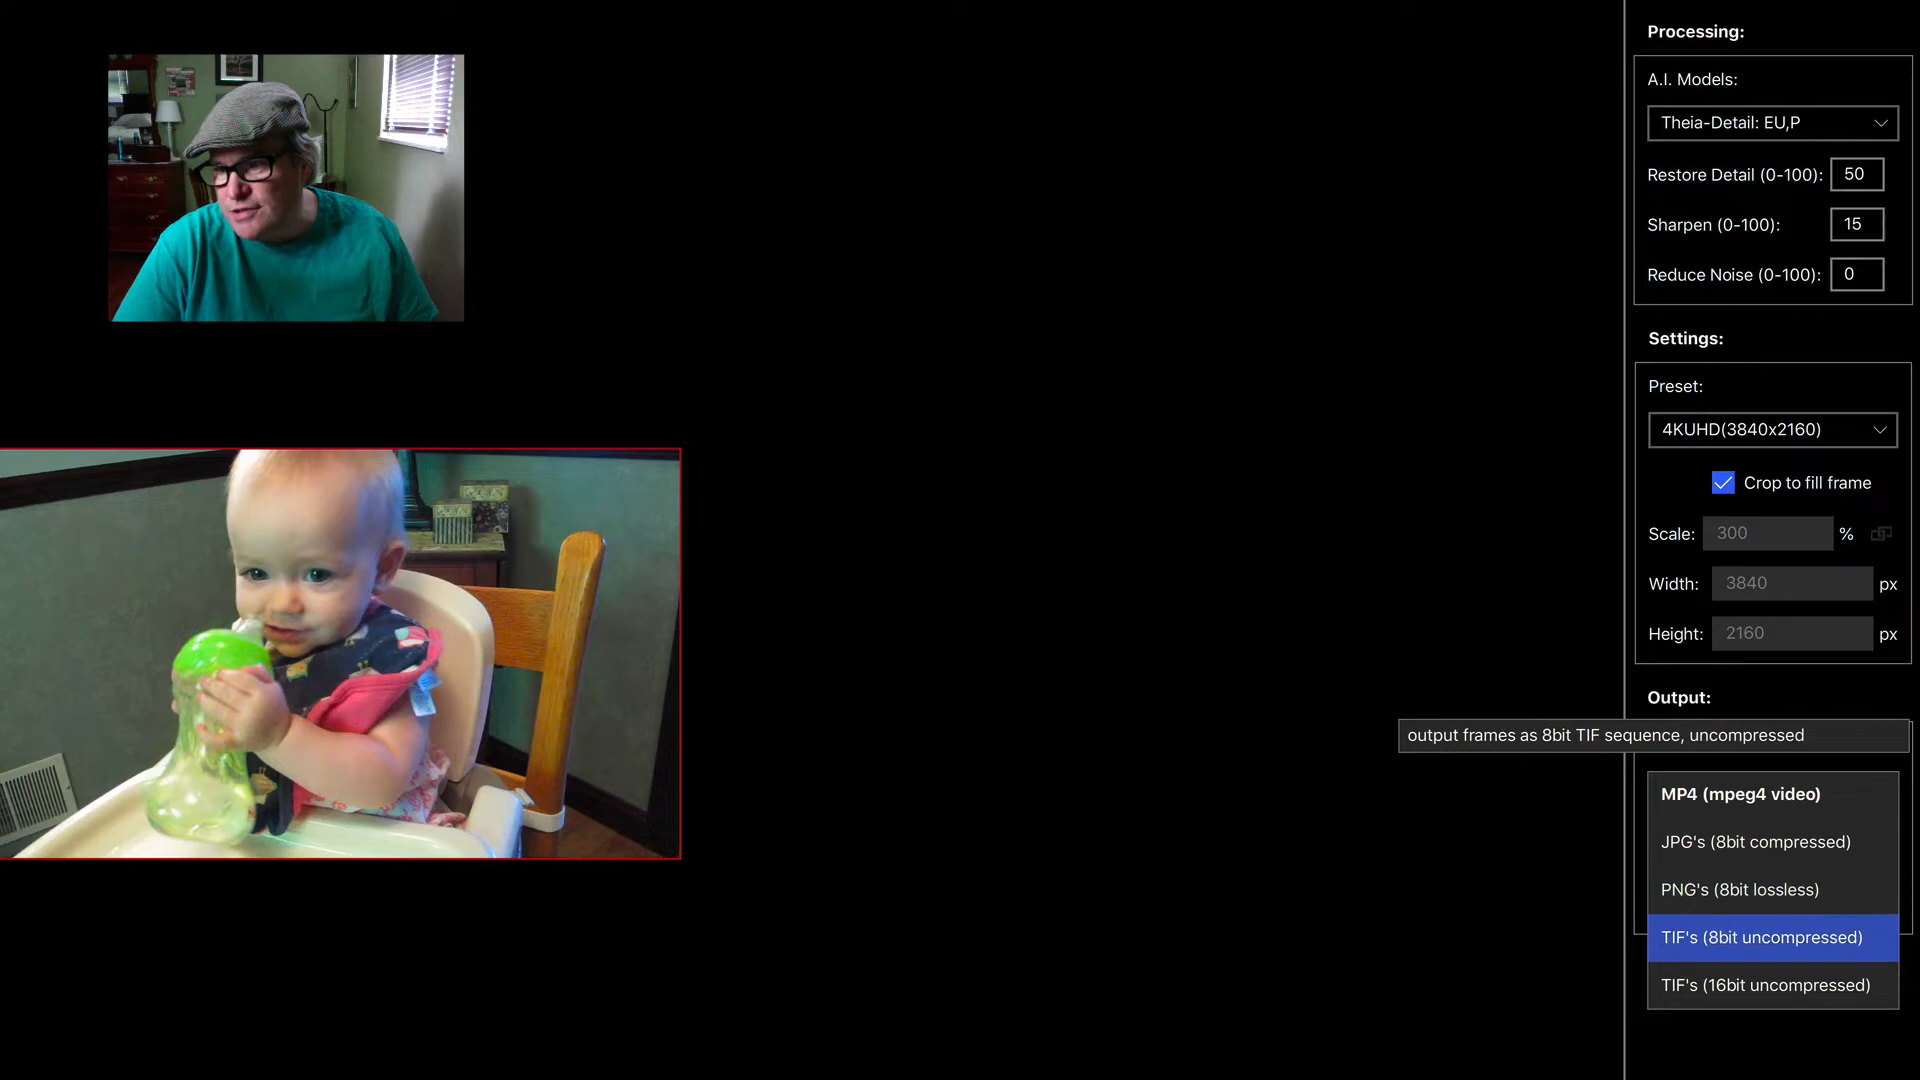 Processing:
A.I. Models:
Theia-Detail: EU,P
Restore Detail (0-100): 50
Sharpen (0-100): 15
Reduce Noise (0-100): 0
Settings:
Preset:
4KUHD(3840x2160)
Crop to fill frame
Scale: 300 %
Width: 3840 px
Height: 2160 px
Output:
output frames as 8bit TIF sequence, uncompressed
MP4 (mpeg4 video)
JPG's (8bit compressed)
PNG's (8bit lossless)
TIF's (8bit uncompressed)
TIF's (16bit uncompressed)